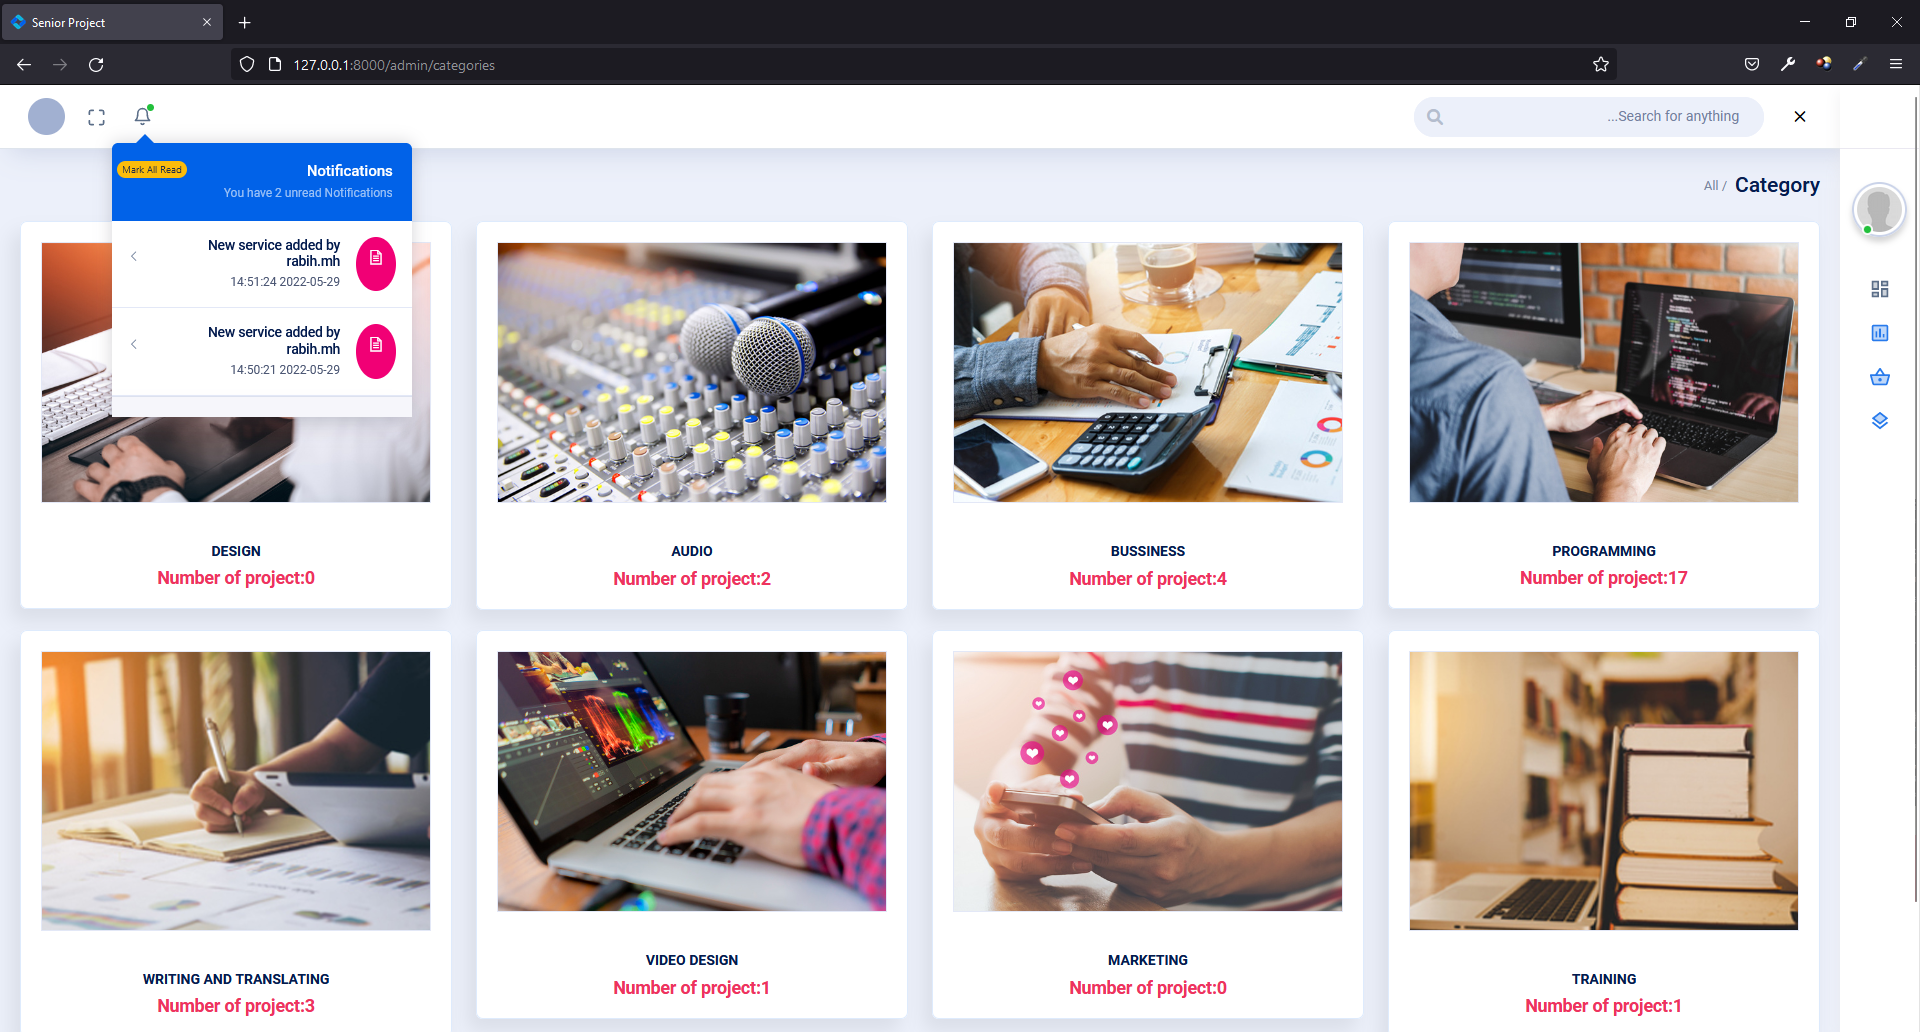 Senior Project
127.0.0.1:8000/admin/categories
...Search for anything
Mark All Read
Notifications
You have 2 unread Notifications
All / Category
New service added by
rabih.mh
14:51:24 2022-05-29
New service added by
rabih.mh
14:50:21 2022-05-29
DESIGN
Number of project:0
AUDIO
Number of project:2
BUSSINESS
Number of project:4
PROGRAMMING
Number of project:17
WRITING AND TRANSLATING
Number of project:3
VIDEO DESIGN
Number of project:1
MARKETING
Number of project:0
TRAINING
Number of project:1